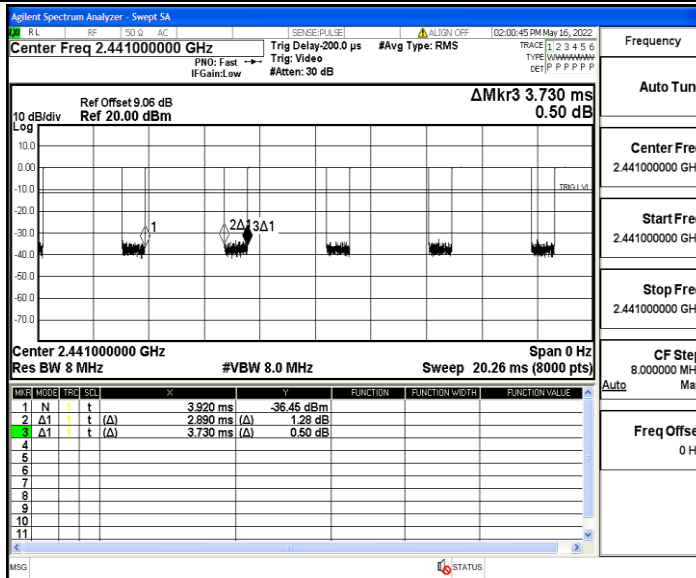 Agilent Spectrum Analyzer - Swept SA
RL RF 50 Ω AC SENSE:PULSE ALIGN OFF 02:00:45 PM May 16, 2022
Center Freq 2.441000000 GHz
PNO: Fast
IFGain:Low
Trig Delay-200.0 µs
Trig: Video
#Atten: 30 dB
#Avg Type: RMS
TRACE 1 2 3 4 5 6
TYPE
DET P P P P P P
ΔMkr3 3.730 ms
0.50 dB
Ref Offset 9.06 dB
10 dB/div Ref 20.00 dBm
Log
10.0
0.00
-10.0
TRIG LVL
-20.0
-30.0
1 2Δ1 3Δ1
-40.0
-50.0
-60.0
-70.0
Center 2.441000000 GHz Span 0 Hz
Res BW 8 MHz #VBW 8.0 MHz Sweep 20.26 ms (8000 pts)
MKR MODE TRC SCL X Y FUNCTION FUNCTION WIDTH FUNCTION VALUE
1 N 1 t 3.920 ms -36.45 dBm
2 Δ1 1 t (Δ) 2.890 ms (Δ) 1.28 dB
3 Δ1 1 t (Δ) 3.730 ms (Δ) 0.50 dB
4
5
6
7
8
9
10
11
MSG STATUS
Frequency
Auto Tun
Center Fre
2.441000000 GH
Start Fre
2.441000000 GH
Stop Fre
2.441000000 GH
CF Step
8.000000 MH
Auto Ma
Freq Offse
0 H